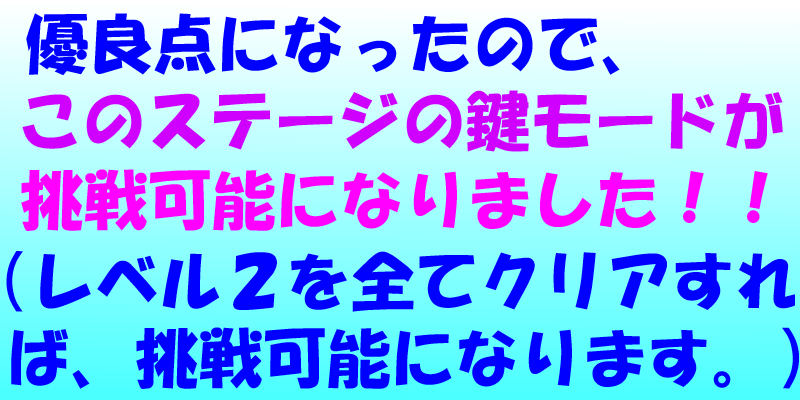 優良点になったので、
このステージの鍵モードが
挑戦可能になりました！！
(レベル２を全てクリアすれ
ば、挑戦可能になります。)